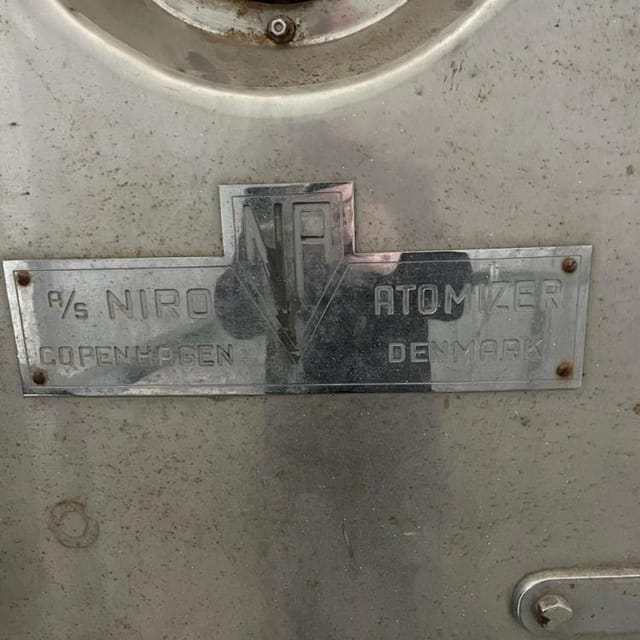 NA
A/S NIRO ATOMIZER
COPENHAGEN DENMARK